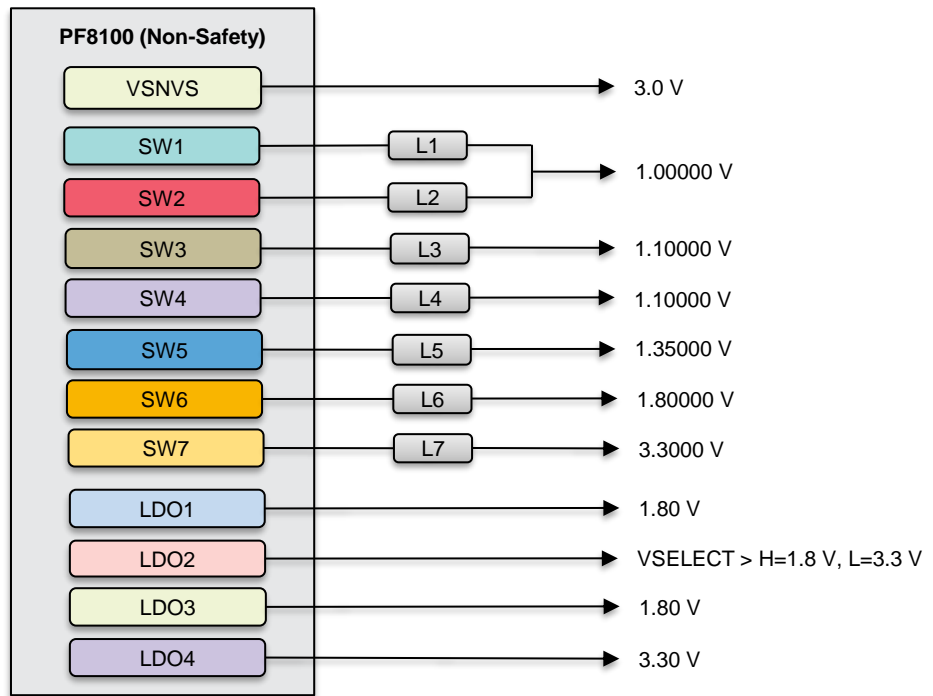 PF8100 (Non-Safety)
VSNVS
3.0 V
SW1
L1
1.00000 V
SW2
L2
SW3
L3
1.10000 V
SW4
L4
1.10000 V
SW5
L5
1.35000 V
SW6
L6
1.80000 V
SW7
L7
3.3000 V
LDO1
1.80 V
LDO2
VSELECT > H=1.8 V, L=3.3 V
LDO3
1.80 V
LDO4
3.30 V